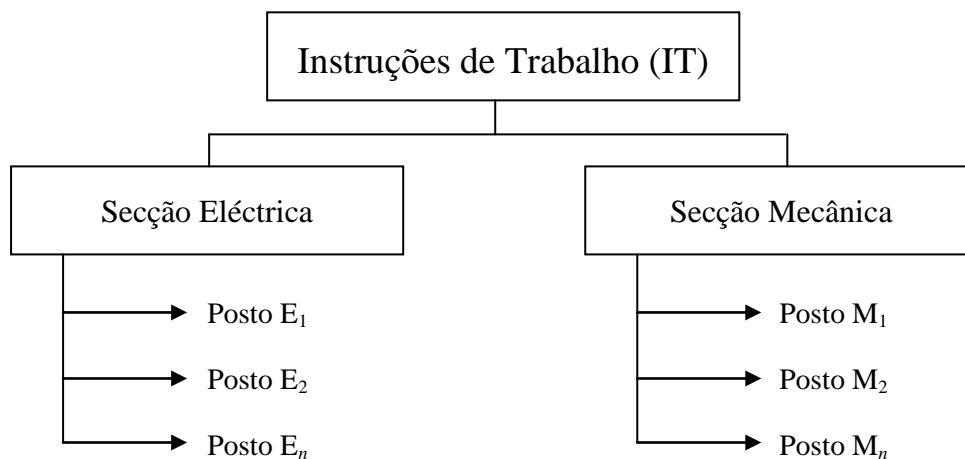 Instruções de Trabalho (IT)
Secção Eléctrica
Secção Mecânica
Posto E₁
Posto E₂
Posto Eₙ
Posto M₁
Posto M₂
Posto Mₙ